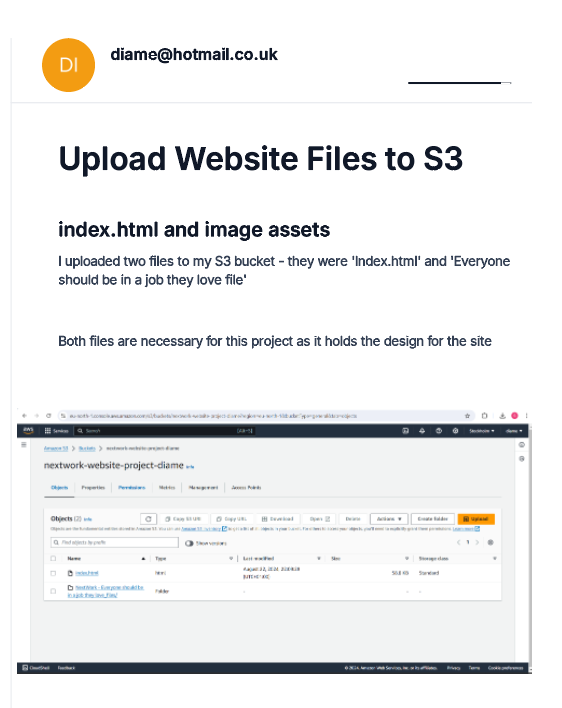 DI
diame@hotmail.co.uk
Upload Website Files to S3
index.html and image assets
I uploaded two files to my S3 bucket - they were 'Index.html' and 'Everyone
should be in a job they love file'
Both files are necessary for this project as it holds the design for the site
aws Services Search [Alt+S] Stockholm diame
Amazon S3 > Buckets > nextwork-website-project-diame
nextwork-website-project-diame Info
Objects Properties Permissions Metrics Management Access Points
Objects (2) Info Copy S3 URI Copy URL Download Open Delete Actions Create folder Upload
Find objects by prefix Show versions 1
Name Type Last modified Size Storage class
index.html html August 22, 2024, Standard
NextWork - Everyone should be Folder - - -
in a job they love_files/
CloudShell Feedback © 2024, Amazon Web Services, Inc. or its affiliates. Privacy Terms Cookie preferences